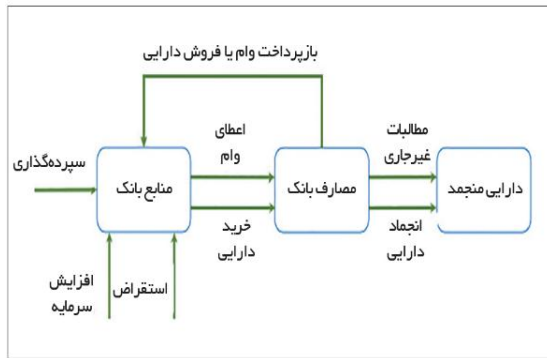 بازپرداخت وام یا فروش دارایی
سپرده‌گذاری
منابع بانک
اعطای
وام
خرید
دارایی
مصارف بانک
مطالبات
غیرجاری
انجماد
دارایی
دارایی منجمد
افزایش
سرمایه
استقراض